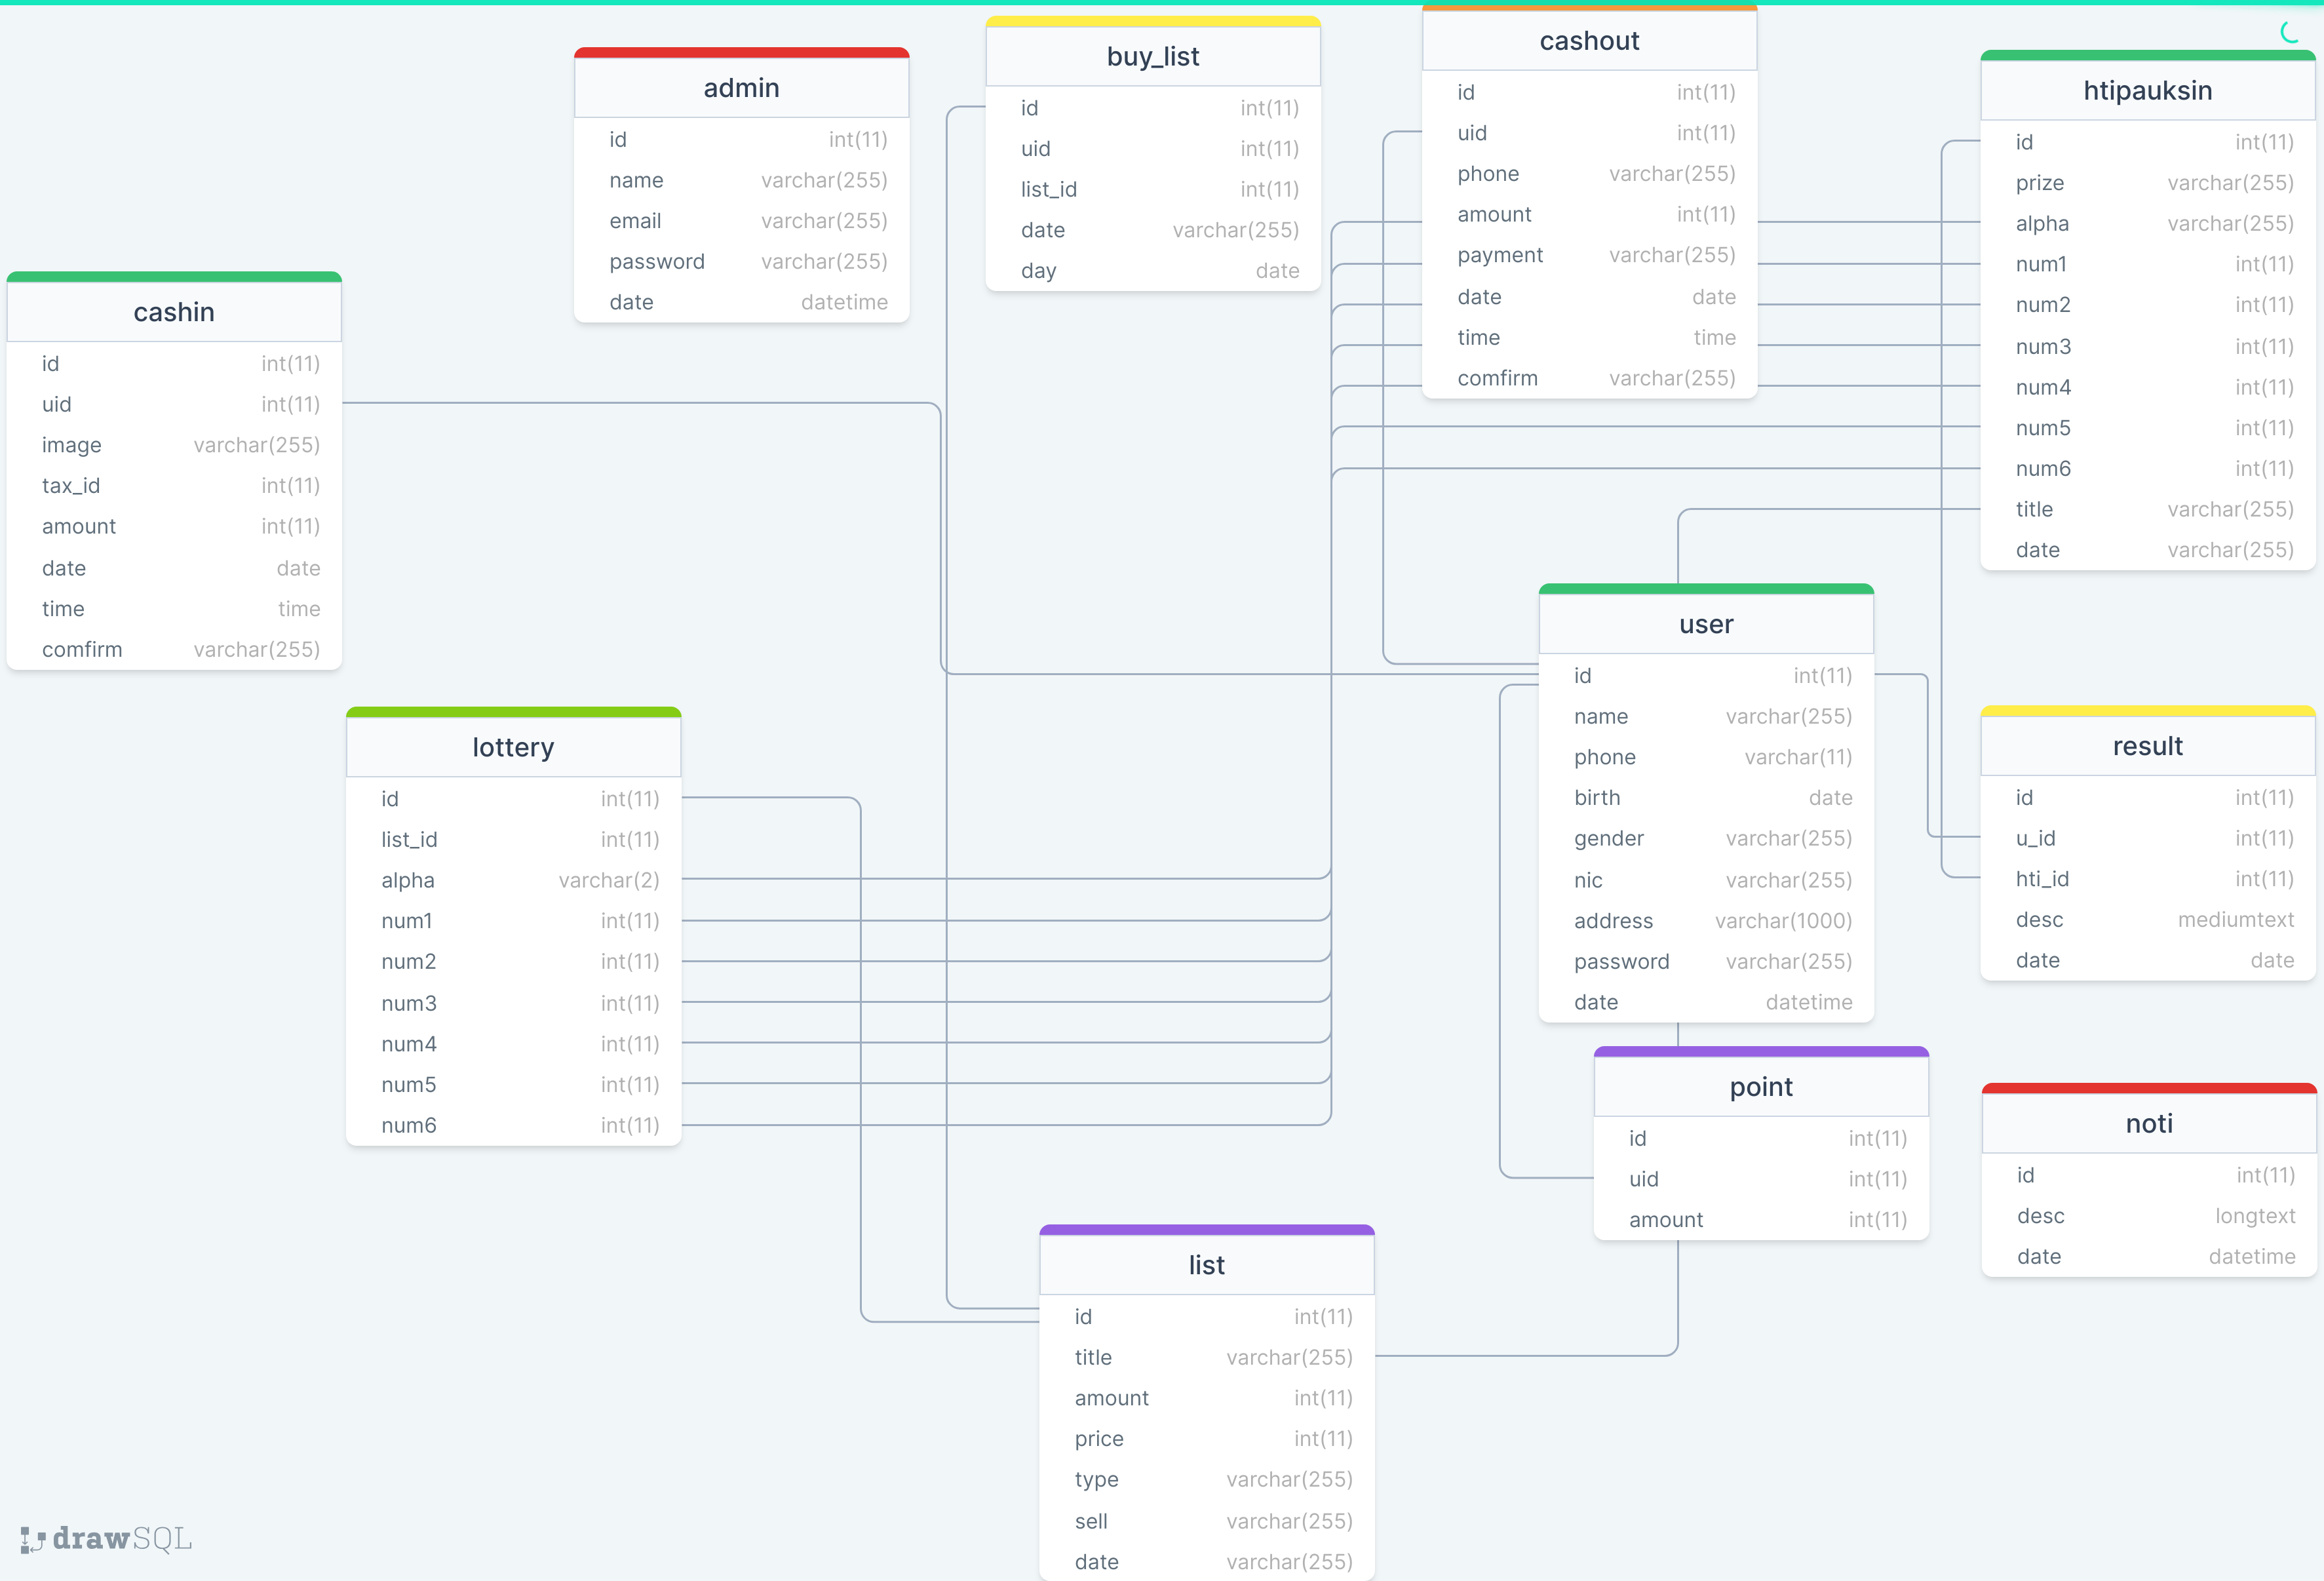 admin
id int(11)
name varchar(255)
email varchar(255)
password varchar(255)
date datetime
buy_list
id int(11)
uid int(11)
list_id int(11)
date varchar(255)
day date
cashout
id int(11)
uid int(11)
phone varchar(255)
amount int(11)
payment varchar(255)
date date
time time
comfirm varchar(255)
htipauksin
id int(11)
prize varchar(255)
alpha varchar(255)
num1 int(11)
num2 int(11)
num3 int(11)
num4 int(11)
num5 int(11)
num6 int(11)
title varchar(255)
date varchar(255)
cashin
id int(11)
uid int(11)
image varchar(255)
tax_id int(11)
amount int(11)
date date
time time
comfirm varchar(255)
user
id int(11)
name varchar(255)
phone varchar(11)
birth date
gender varchar(255)
nic varchar(255)
address varchar(1000)
password varchar(255)
date datetime
lottery
id int(11)
list_id int(11)
alpha varchar(2)
num1 int(11)
num2 int(11)
num3 int(11)
num4 int(11)
num5 int(11)
num6 int(11)
result
id int(11)
u_id int(11)
hti_id int(11)
desc mediumtext
date date
point
id int(11)
uid int(11)
amount int(11)
noti
id int(11)
desc longtext
date datetime
list
id int(11)
title varchar(255)
amount int(11)
price int(11)
type varchar(255)
sell varchar(255)
date varchar(255)
drawSQL